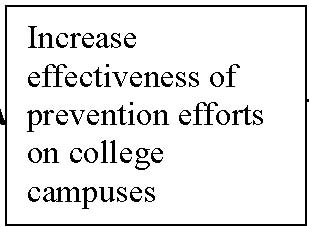 Increase
effectiveness of
prevention efforts
on college
campuses